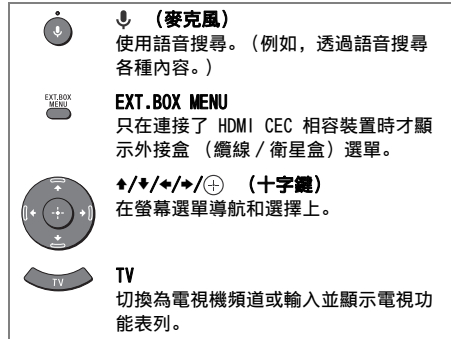 （麥克風）
使用語音搜尋。（例如，透過語音搜尋
各種內容。）
EXT.BOX
MENU
EXT.BOX MENU
只在連接了 HDMI CEC 相容裝置時才顯
示外接盒 （纜線／衛星盒）選單。
🠅/🠇/🠄/🠆/⊕ （十字鍵）
在螢幕選單導航和選擇上。
TV
TV
切換為電視機頻道或輸入並顯示電視功
能表列。